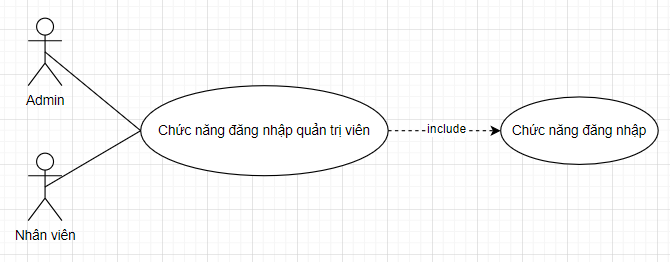 Admin
Chức năng đăng nhập quản trị viên
include
Chức năng đăng nhập
Nhân viên